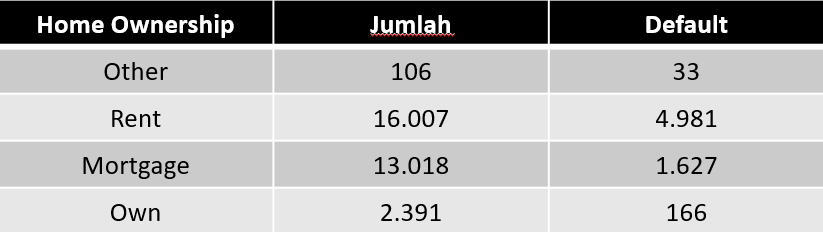 Home Ownership Jumlah Default
Other 106 33
Rent 16.007 4.981
Mortgage 13.018 1.627
Own 2.391 166